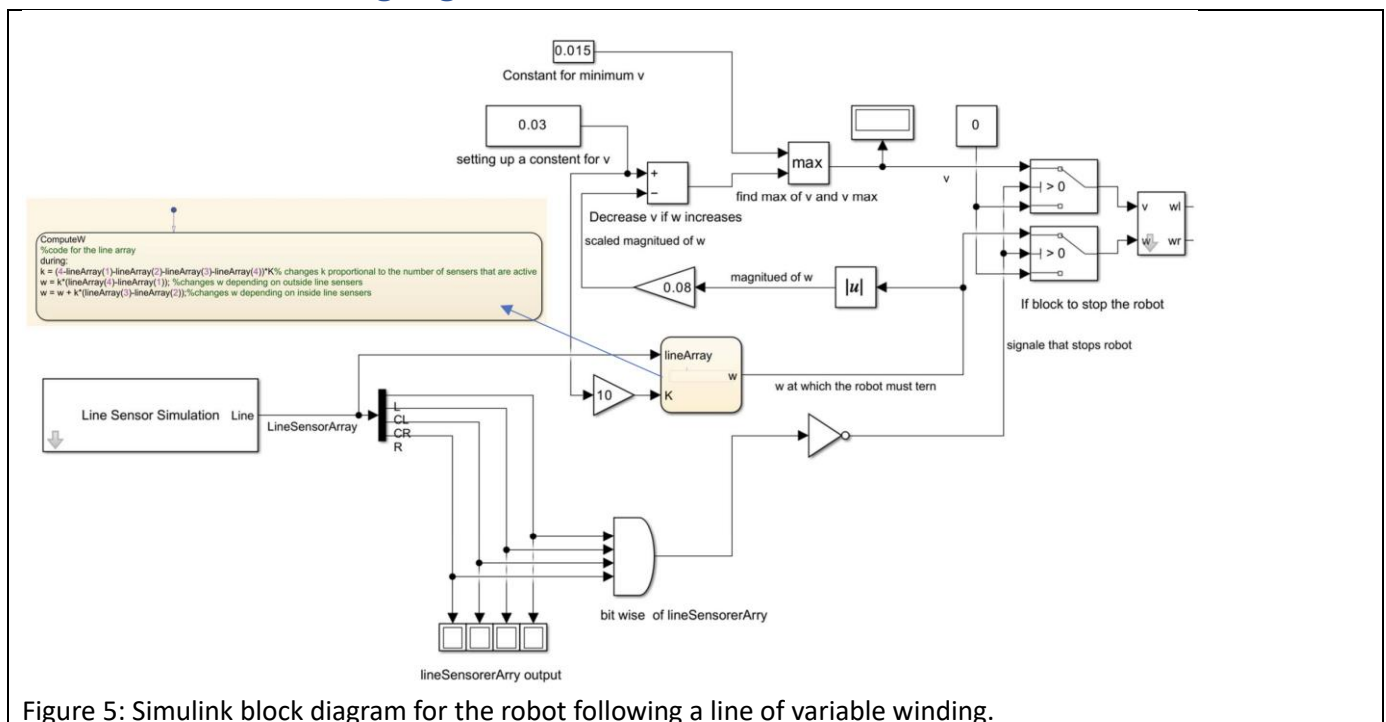 0.015
Constant for minimum v
0.03
setting up a constent for v
+
−
Decrease v if w increases
max
find max of v and v max
0
v
> 0
> 0
v
w
wl
wr
If block to stop the robot
scaled magnitued of w
0.08
magnitued of w
|u|
ComputeW
%code for the line array
during:
k = (4-lineArray(1)-lineArray(2)-lineArray(3)-lineArray(4))*K% changes k proportional to the number of sensers that are active
w = k*(lineArray(4)-lineArray(1)); %changes w depending on outside line sensers
w = w + k*(lineArray(3)-lineArray(2));%changes w depending on inside line sensers
lineArray
K
w
10
w at which the robot must tern
signale that stops robot
Line Sensor Simulation
Line
LineSensorArray
L
CL
CR
R
bit wise of lineSensorerArry
lineSensorerArry output
Figure 5: Simulink block diagram for the robot following a line of variable winding.